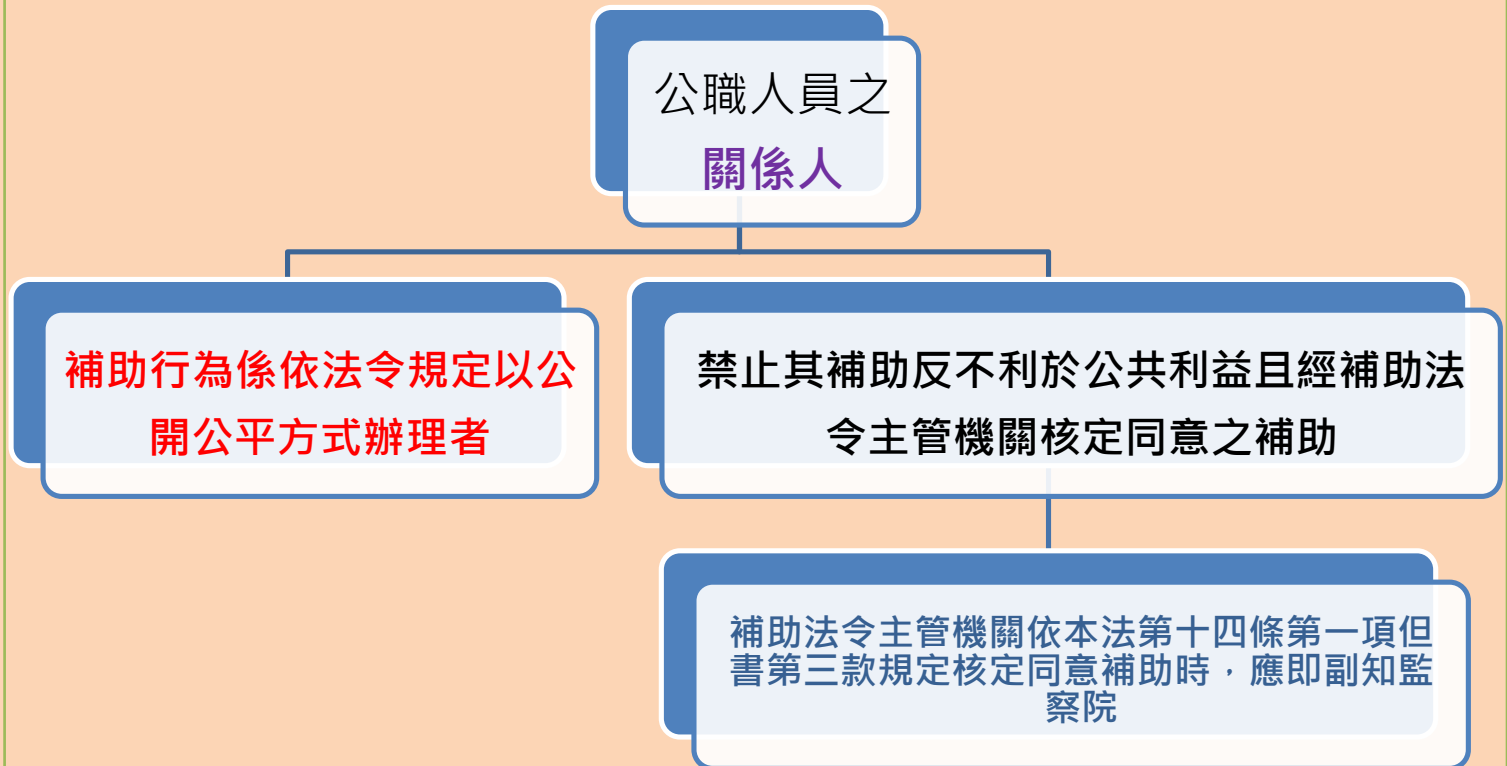 公職人員之
關係人
補助行為係依法令規定以公
開公平方式辦理者
禁止其補助反不利於公共利益且經補助法
令主管機關核定同意之補助
補助法令主管機關依本法第十四條第一項但
書第三款規定核定同意補助時，應即副知監
察院